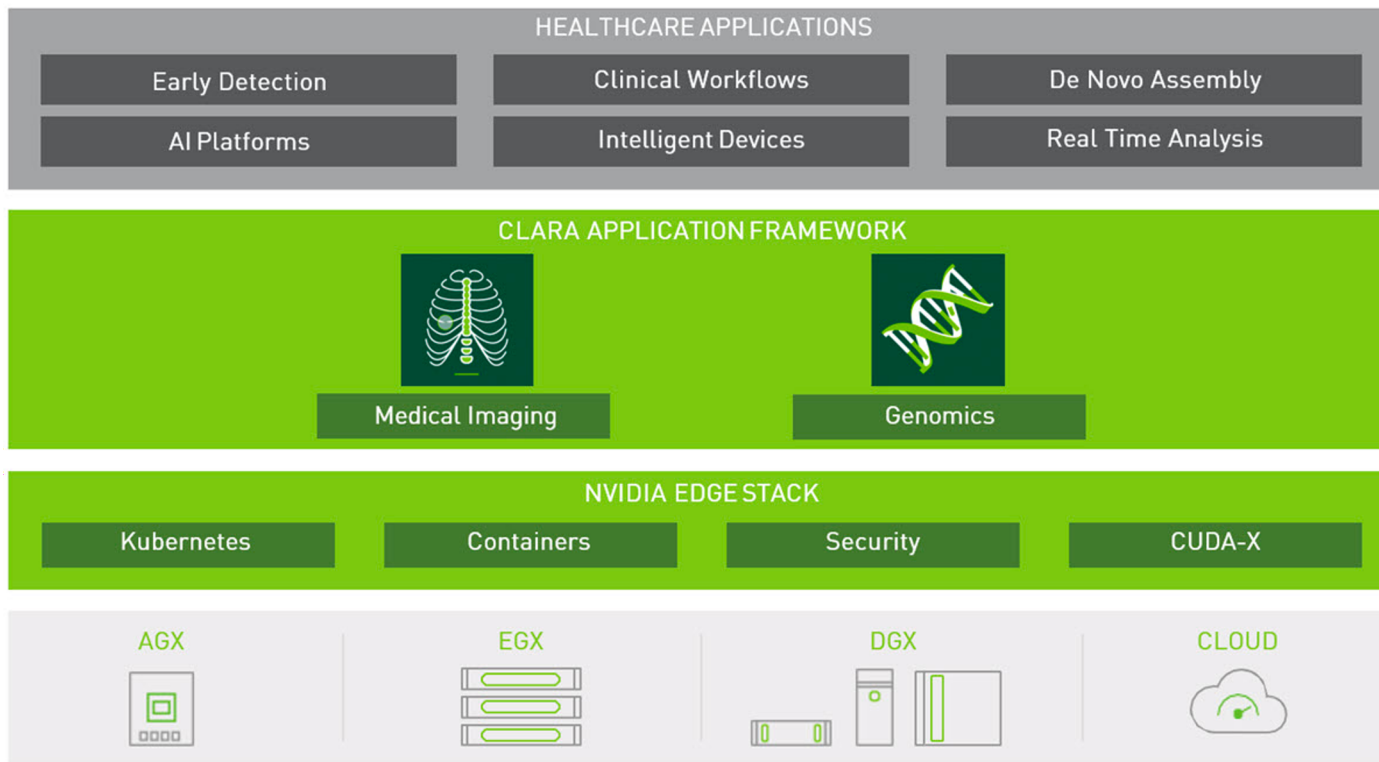 HEALTHCARE APPLICATIONS
Early Detection
Clinical Workflows
De Novo Assembly
AI Platforms
Intelligent Devices
Real Time Analysis
CLARA APPLICATION FRAMEWORK
Medical Imaging
Genomics
NVIDIA EDGE STACK
Kubernetes
Containers
Security
CUDA-X
AGX
EGX
DGX
CLOUD